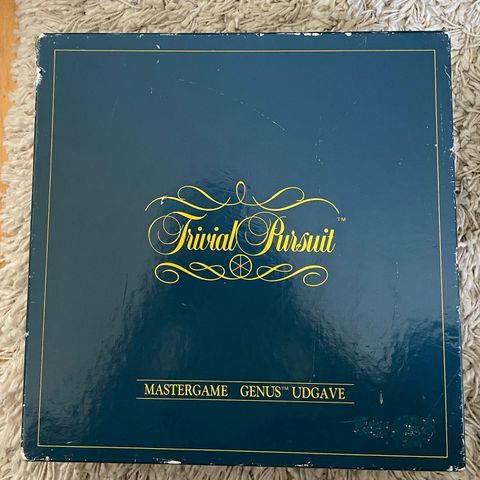 Trivial Pursuit™
MASTERGAME GENUS™ UDGAVE